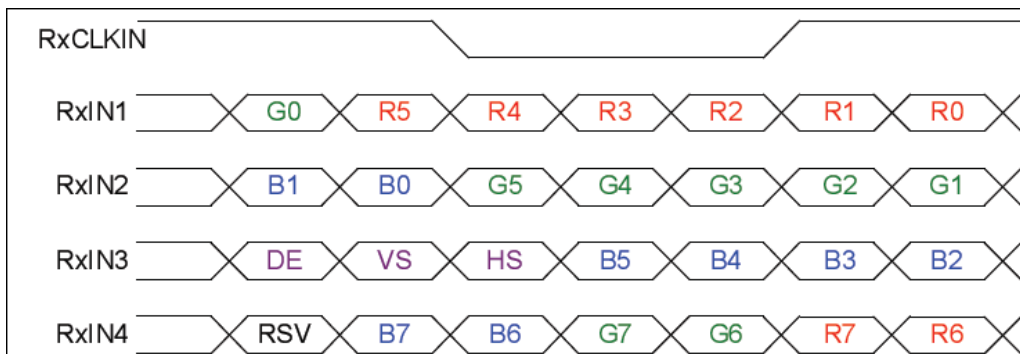 RxCLKIN
RxIN1 G0 R5 R4 R3 R2 R1 R0
RxIN2 B1 B0 G5 G4 G3 G2 G1
RxIN3 DE VS HS B5 B4 B3 B2
RxIN4 RSV B7 B6 G7 G6 R7 R6